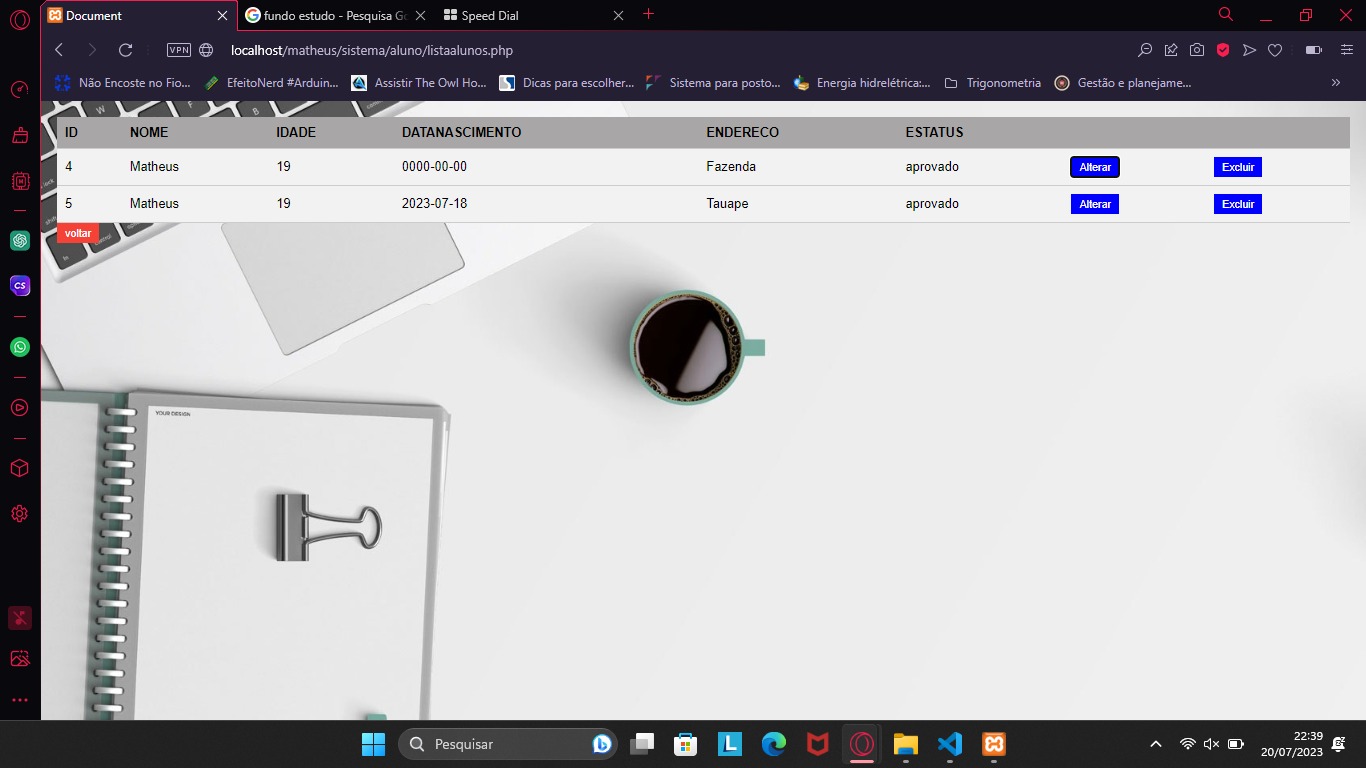 Document
fundo estudo - Pesquisa Go
Speed Dial
VPN
localhost/matheus/sistema/aluno/listaalunos.php
Não Encoste no Fio...
EfeitoNerd #Arduin...
Assistir The Owl Ho...
Dicas para escolher...
Sistema para posto...
Energia hidrelétrica:...
Trigonometria
Gestão e planejame...
ID NOME IDADE DATANASCIMENTO ENDERECO ESTATUS
4 Matheus 19 0000-00-00 Fazenda aprovado Alterar Excluir
5 Matheus 19 2023-07-18 Tauape aprovado Alterar Excluir
voltar
YOUR DESIGN
CS
Pesquisar
22:39
20/07/2023